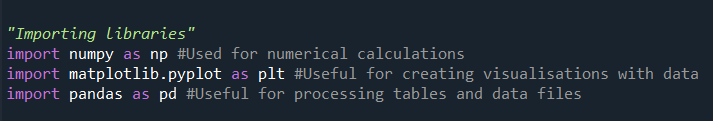 "Importing libraries"
import numpy as np #Used for numerical calculations
import matplotlib.pyplot as plt #Useful for creating visualisations with data
import pandas as pd #Useful for processing tables and data files